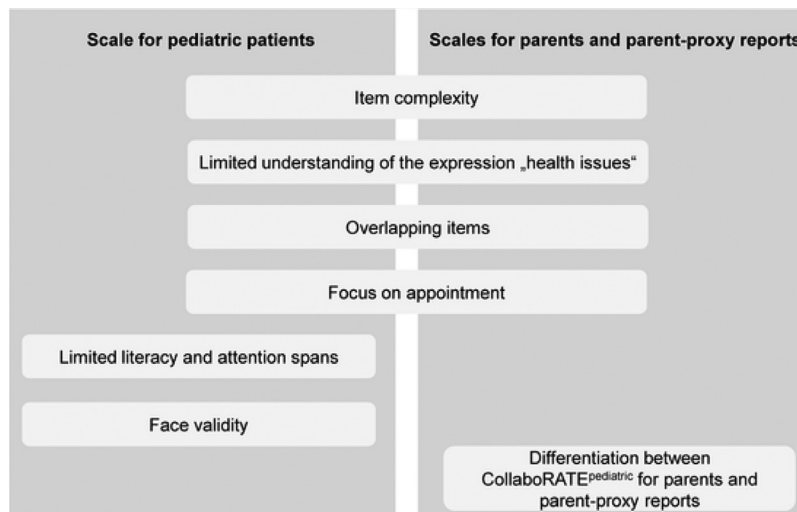 Scale for pediatric patients
Scales for parents and parent-proxy reports
Item complexity
Limited understanding of the expression „health issues“
Overlapping items
Focus on appointment
Limited literacy and attention spans
Face validity
Differentiation between
CollaboRATEpediatric for parents and
parent-proxy reports